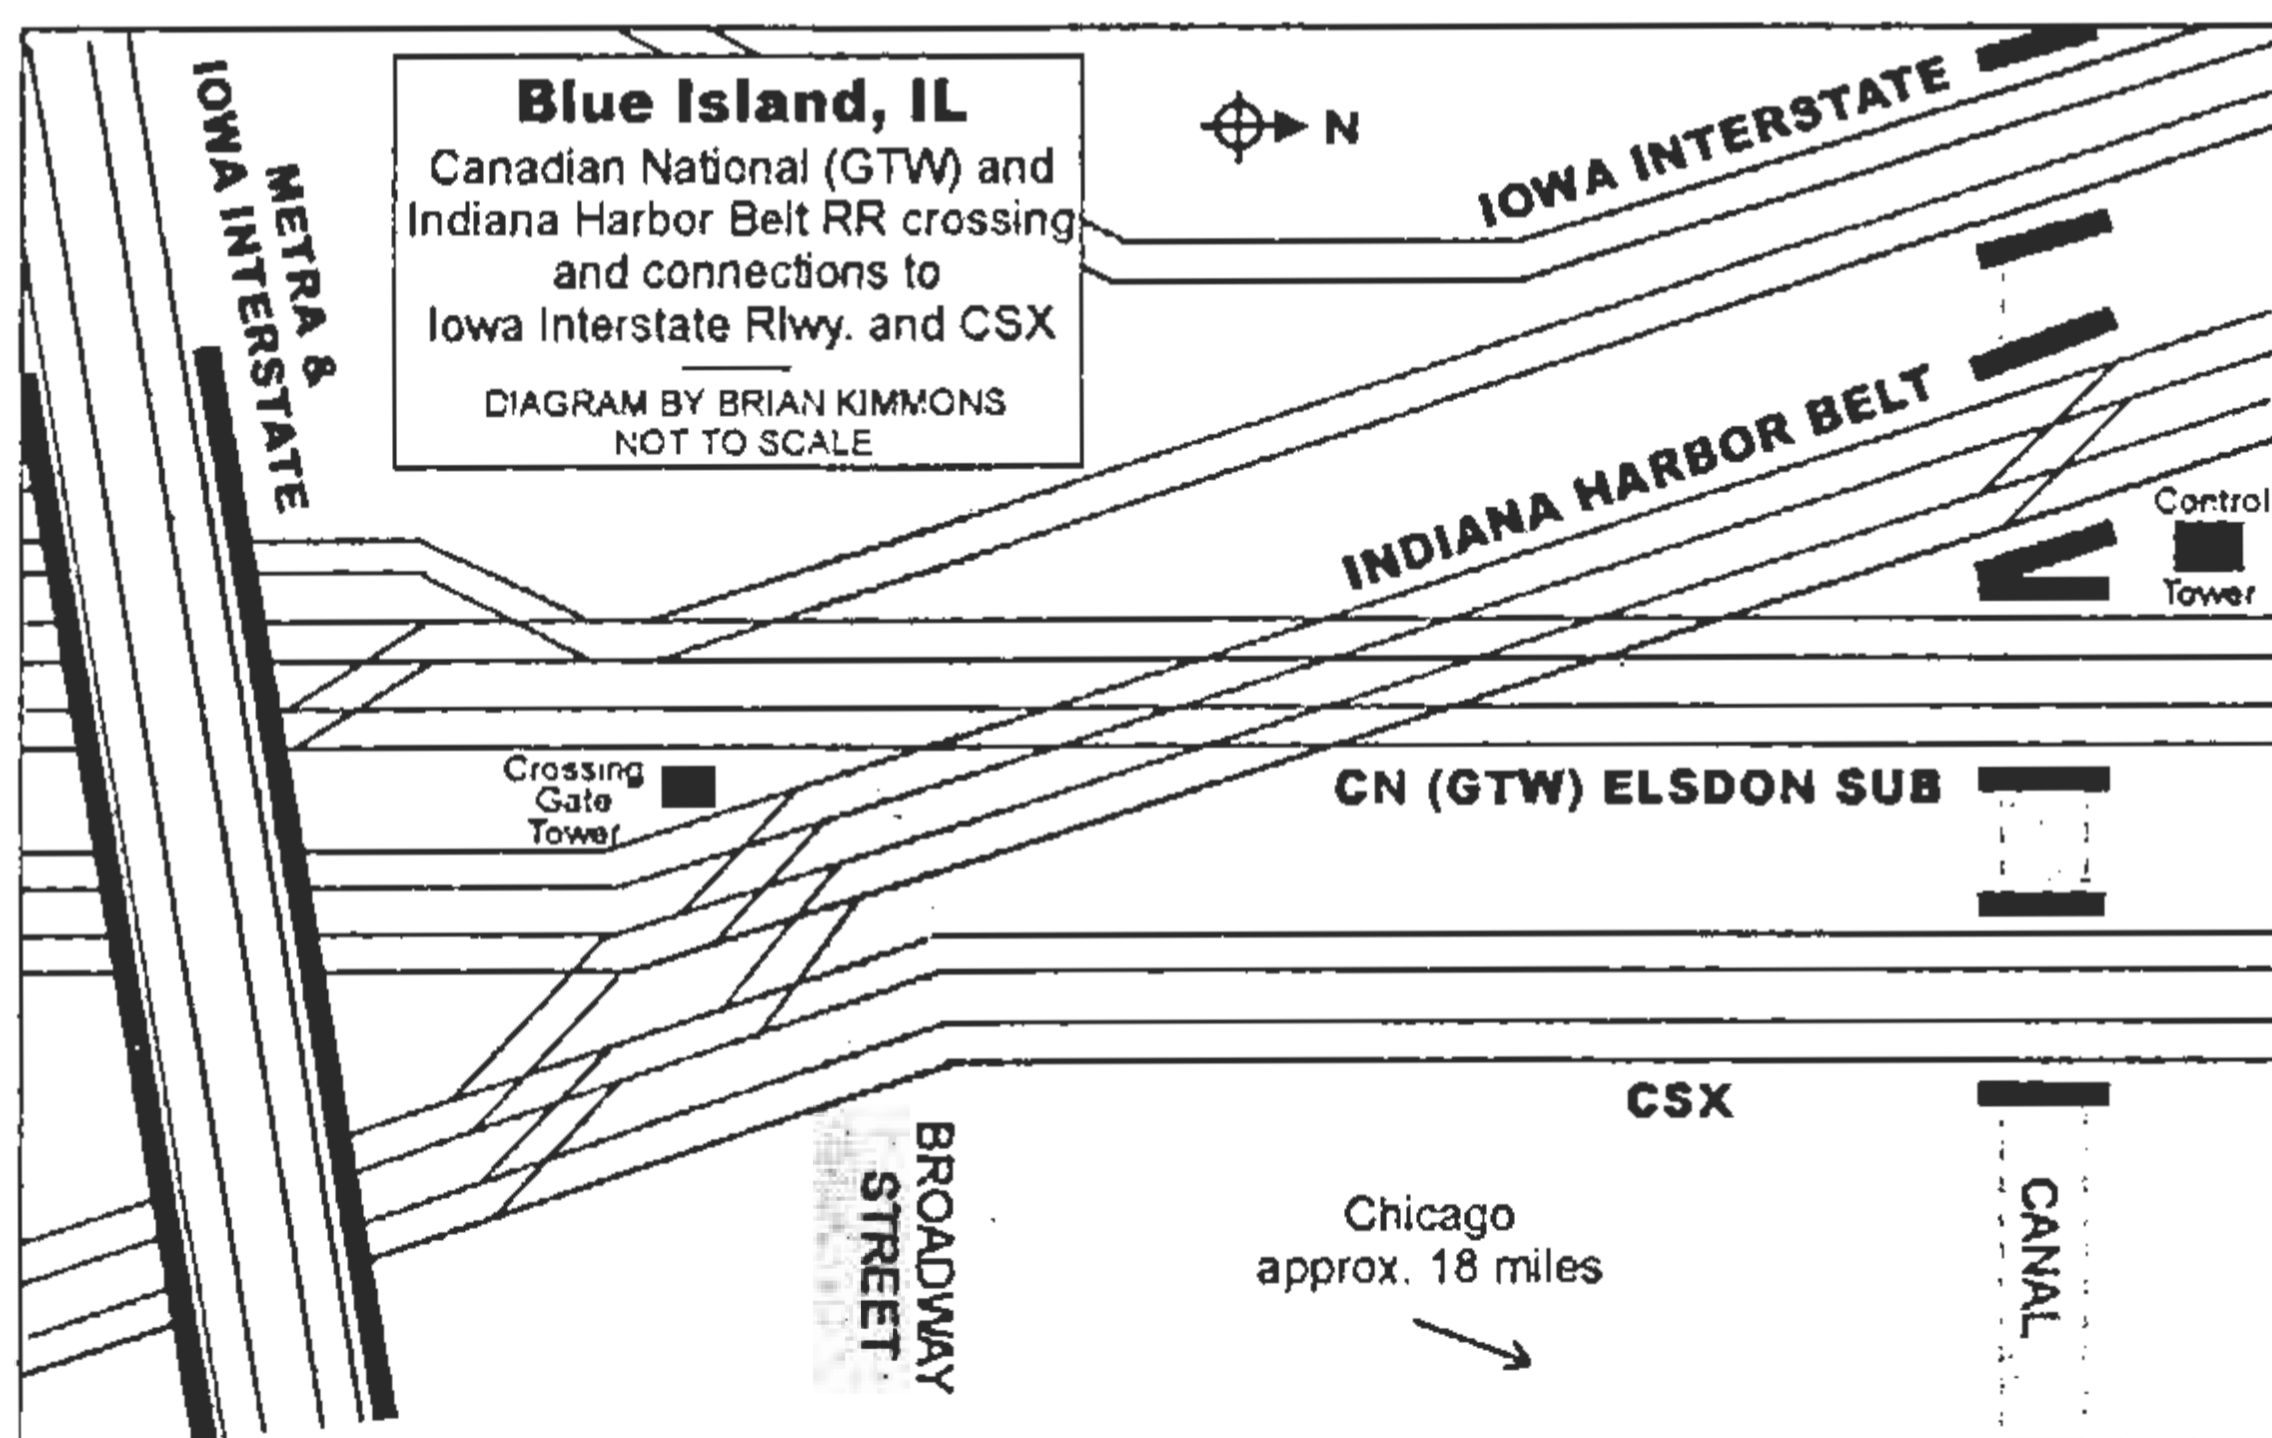 Blue Island, IL
Canadian National (GTW) and
Indiana Harbor Belt RR crossing
and connections to
Iowa Interstate Rlwy. and CSX
DIAGRAM BY BRIAN KIMMONS
NOT TO SCALE
METRA &
IOWA INTERSTATE
N
IOWA INTERSTATE
INDIANA HARBOR BELT
Control
Tower
Crossing
Gate
Tower
CN (GTW) ELSDON SUB
CSX
BROADWAY
STREET
Chicago
approx. 18 miles
CANAL